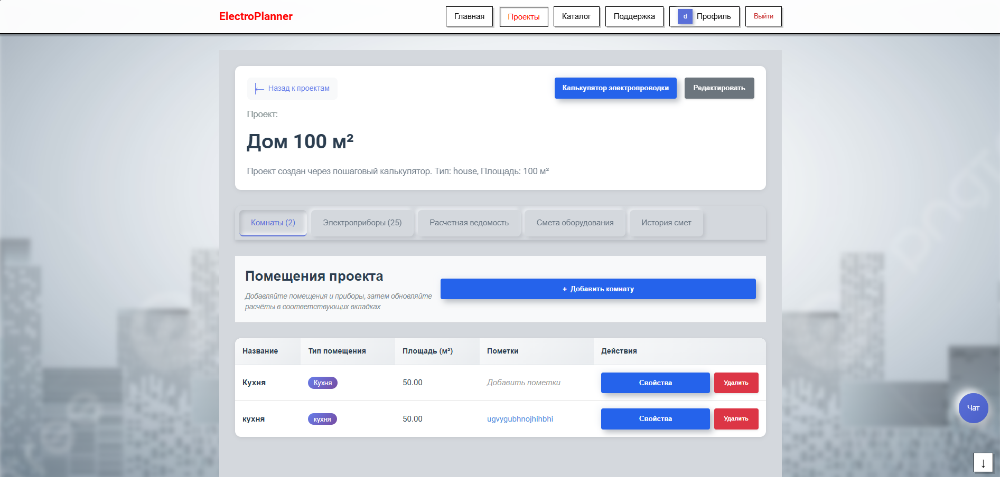 ElectroPlanner
Главная
Проекты
Каталог
Поддержка
d Профиль
Выйти
Назад к проектам
Калькулятор электропроводки
Редактировать
Проект:
Дом 100 м²
Проект создан через пошаговый калькулятор. Тип: house, Площадь: 100 м²
Комнаты (2)
Электроприборы (25)
Расчетная ведомость
Смета оборудования
История смет
Помещения проекта
Добавляйте помещения и приборы, затем обновляйте
расчёты в соответствующих вкладках
+ Добавить комнату
Название
Тип помещения
Площадь (м²)
Пометки
Действия
Кухня
Кухня
50.00
Добавить пометки
Свойства
Удалить
кухня
кухня
50.00
ugvygubhnojhihbhi
Свойства
Удалить
Чат
↓